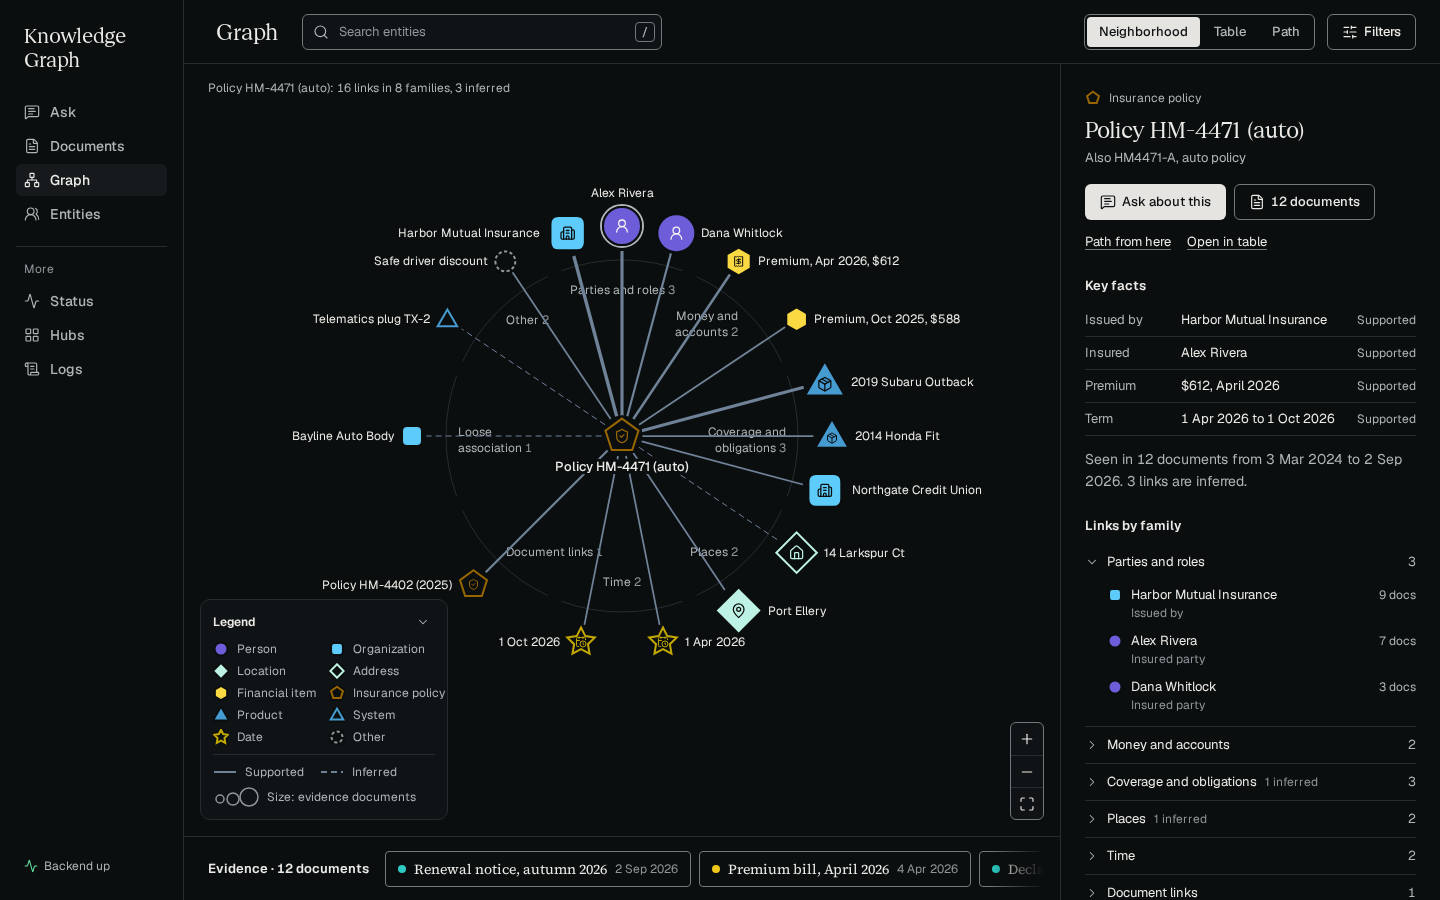 Knowledge
Graph
Ask
Documents
Graph
Entities
More
Status
Hubs
Logs
Backend up
Graph
Search entities
/
Neighborhood
Table
Path
Filters
Policy HM-4471 (auto): 16 links in 8 families, 3 inferred
Alex Rivera
Harbor Mutual Insurance
Dana Whitlock
Safe driver discount
Premium, Apr 2026, $612
Parties and roles 3
Telematics plug TX-2
Other 2
Money and
accounts 2
Premium, Oct 2025, $588
2019 Subaru Outback
Bayline Auto Body
Loose
association 1
Coverage and
obligations 3
2014 Honda Fit
Policy HM-4471 (auto)
Northgate Credit Union
Document links 1
Places 2
14 Larkspur Ct
Time 2
Policy HM-4402 (2025)
Port Ellery
1 Oct 2026
1 Apr 2026
Legend
Person
Organization
Location
Address
Financial item
Insurance policy
Product
System
Date
Other
Supported
Inferred
Size: evidence documents
Evidence · 12 documents
Renewal notice, autumn 2026 2 Sep 2026
Premium bill, April 2026 4 Apr 2026
Insurance policy
Policy HM-4471 (auto)
Also HM4471-A, auto policy
Ask about this
12 documents
Path from here
Open in table
Key facts
Issued by Harbor Mutual Insurance Supported
Insured Alex Rivera Supported
Premium $612, April 2026 Supported
Term 1 Apr 2026 to 1 Oct 2026 Supported
Seen in 12 documents from 3 Mar 2024 to 2 Sep
2026. 3 links are inferred.
Links by family
Parties and roles 3
Harbor Mutual Insurance 9 docs
Issued by
Alex Rivera 7 docs
Insured party
Dana Whitlock 3 docs
Insured party
Money and accounts 2
Coverage and obligations 1 inferred 3
Places 1 inferred 2
Time 2
Document links 1